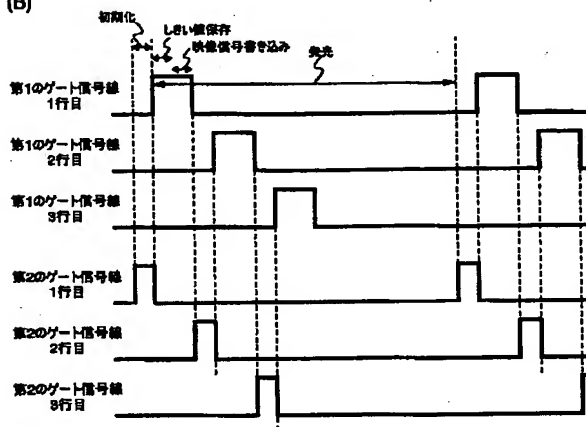 (B)
初期化
しきい値保存
映像信号書き込み
発光
第1のゲート信号線
1行目
第1のゲート信号線
2行目
第1のゲート信号線
3行目
第2のゲート信号線
1行目
第2のゲート信号線
2行目
第2のゲート信号線
3行目